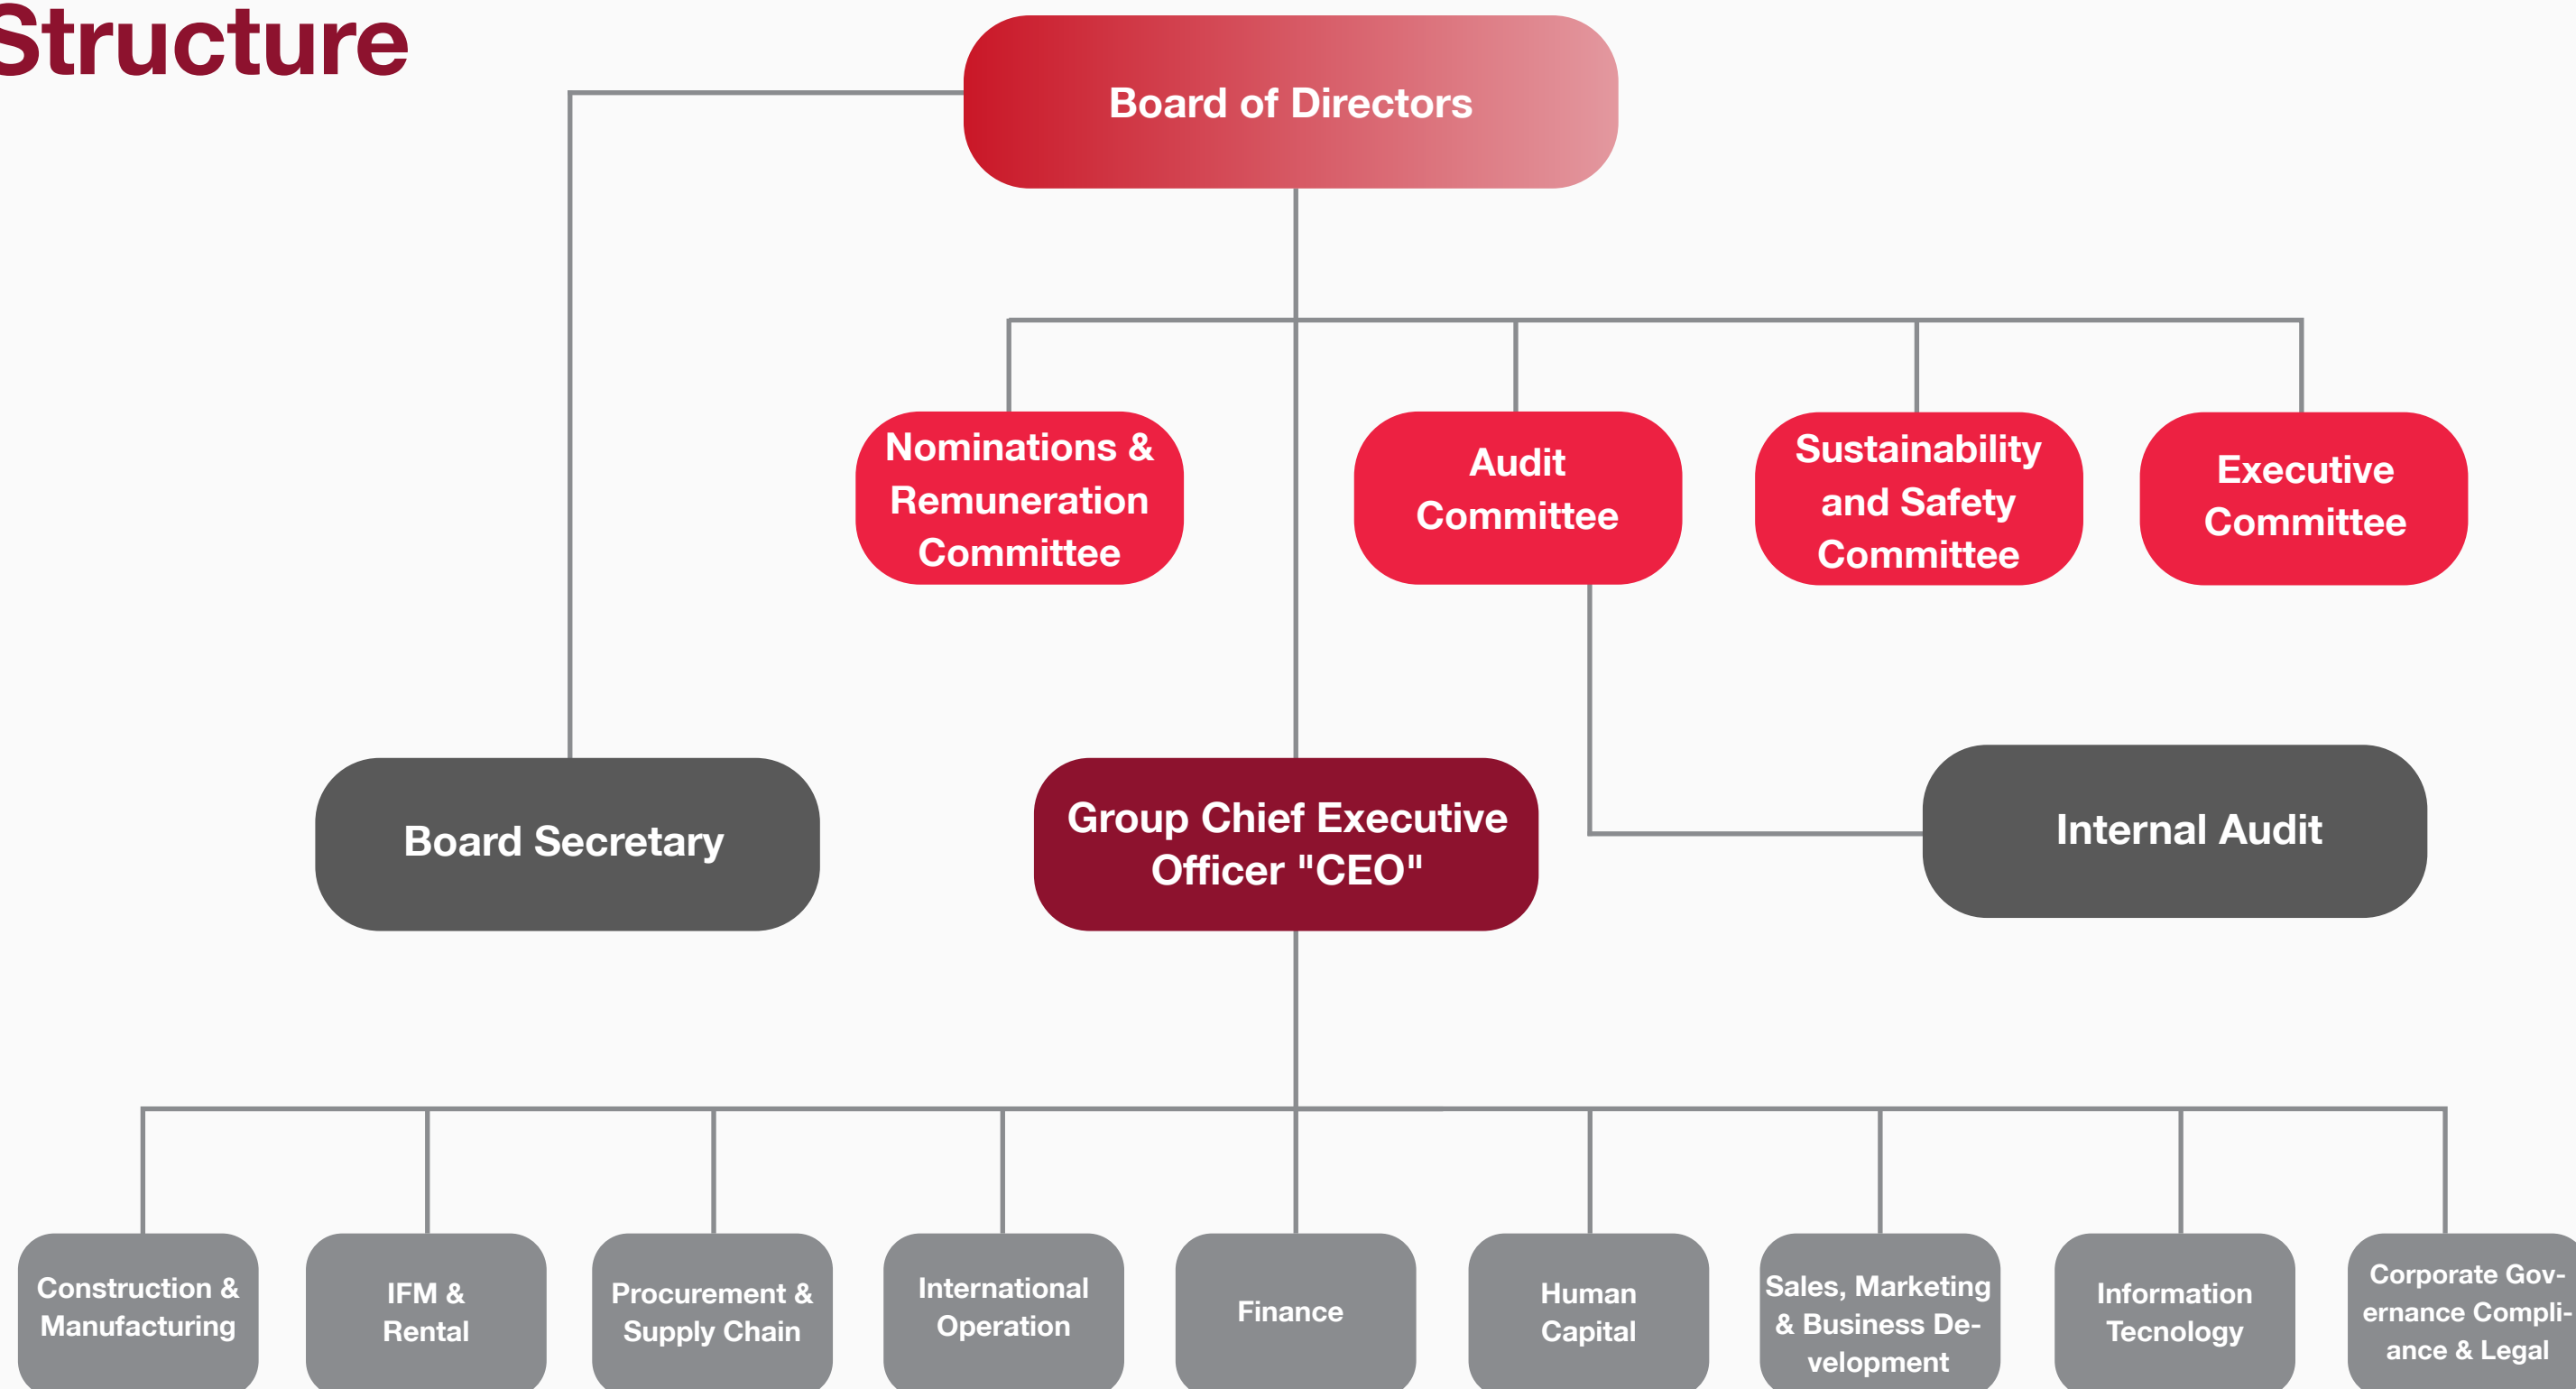 Structure
Board of Directors
Nominations &
Remuneration
Committee
Audit
Committee
Sustainability
and Safety
Committee
Executive
Committee
Board Secretary
Group Chief Executive
Officer "CEO"
Internal Audit
Construction &
Manufacturing
IFM &
Rental
Procurement &
Supply Chain
International
Operation
Finance
Human
Capital
Sales, Marketing
& Business De-
velopment
Information
Tecnology
Corporate Gov-
ernance Compli-
ance & Legal